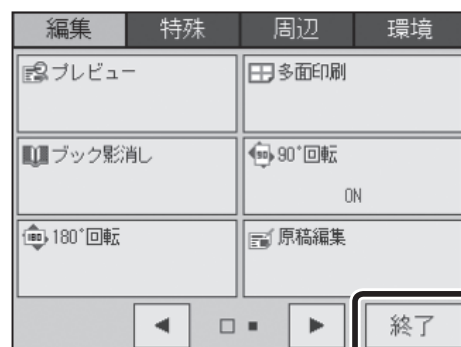 編集 特殊 周辺 環境
プレビュー 多面印刷
ブック影消し 90°回転
ON
180°回転 原稿編集
終了